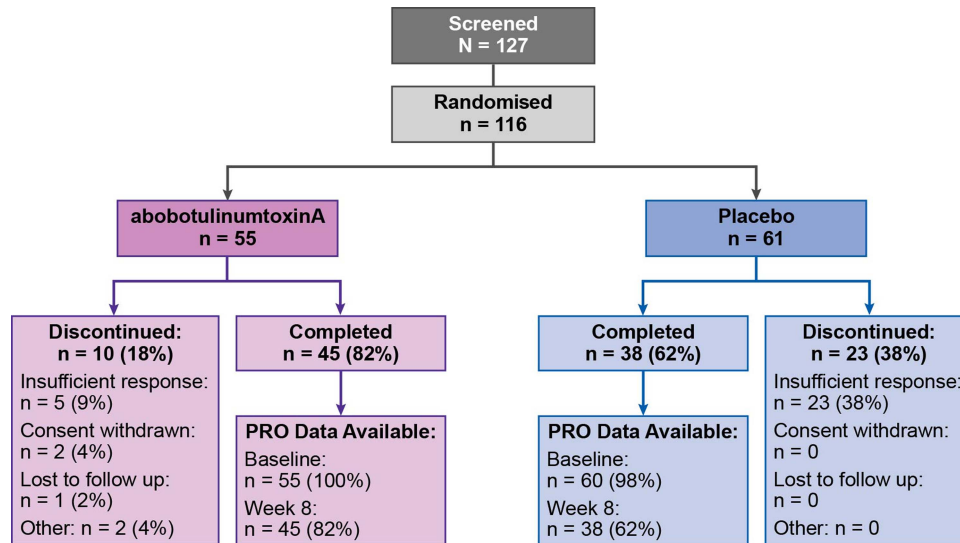 Screened
N = 127
Randomised
n = 116
abobotulinumtoxinA
n = 55
Placebo
n = 61
Discontinued:
n = 10 (18%)
Insufficient response:
n = 5 (9%)
Consent withdrawn:
n = 2 (4%)
Lost to follow up:
n = 1 (2%)
Other: n = 2 (4%)
Completed
n = 45 (82%)
PRO Data Available:
Baseline:
n = 55 (100%)
Week 8:
n = 45 (82%)
Completed
n = 38 (62%)
PRO Data Available:
Baseline:
n = 60 (98%)
Week 8:
n = 38 (62%)
Discontinued:
n = 23 (38%)
Insufficient response:
n = 23 (38%)
Consent withdrawn:
n = 0
Lost to follow up:
n = 0
Other: n = 0